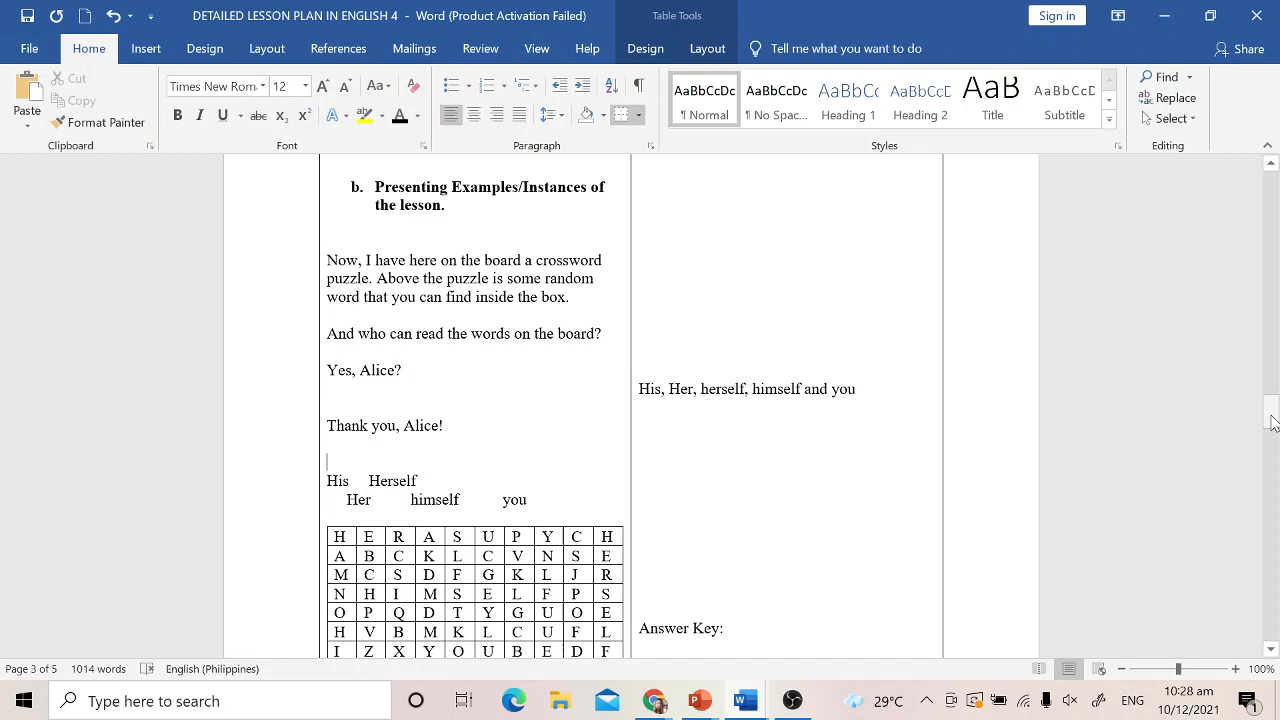 DETAILED LESSON PLAN IN ENGLISH 4 - Word (Product Activation Failed)
Table Tools
Sign in
File Home Insert Design Layout References Mailings Review View Help Design Layout Tell me what you want to do Share
Paste
Cut
Copy
Format Painter
Clipboard
Times New Rom
12
Font
Paragraph
AaBbCcDc AaBbCcDc AaBbCc AaBbCcD AaB AaBbCcD
¶ Normal ¶ No Spac... Heading 1 Heading 2 Title Subtitle
Styles
Find
Replace
Select
Editing
b. Presenting Examples/Instances of
the lesson.
Now, I have here on the board a crossword
puzzle. Above the puzzle is some random
word that you can find inside the box.
And who can read the words on the board?
Yes, Alice?
His, Her, herself, himself and you
Thank you, Alice!
His Herself
Her himself you
H E R A S U P Y C H
A B C K L C V N S E
M C S D F G K L J R
N H I M S E L F P S
O P Q D T Y G U O E
H V B M K L C U F L
I Z X Y O U B E D F
Answer Key:
Page 3 of 5 1014 words English (Philippines) 100%
Type here to search
29°C
ENG
10:28 am
10/12/2021
1